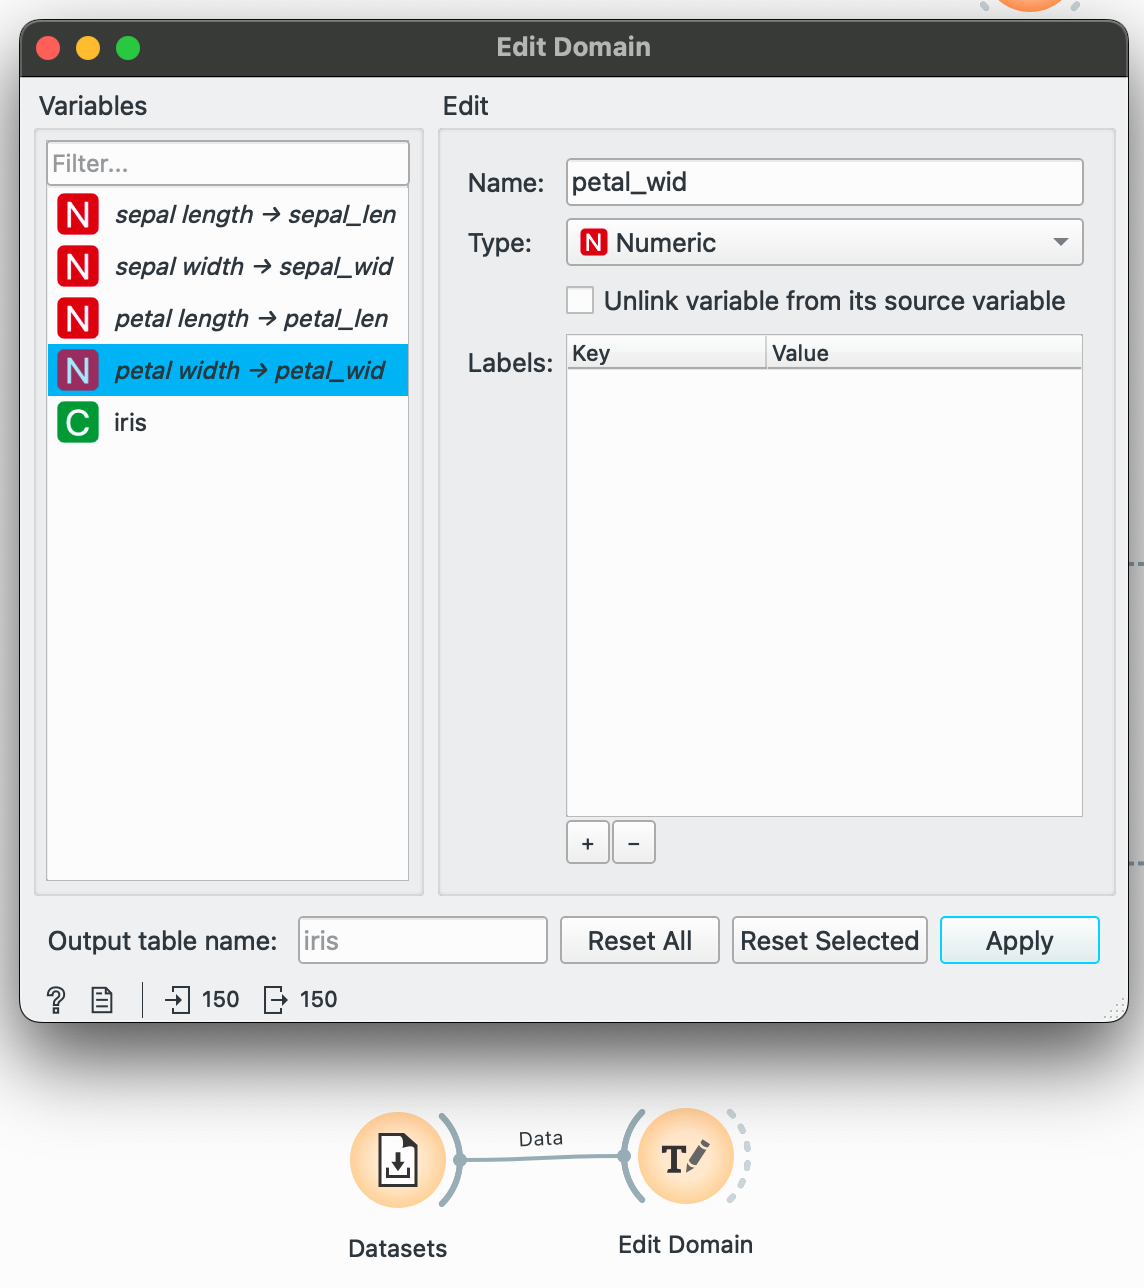 Edit Domain
Variables
Edit
Filter...
Name: petal_wid
N sepal length → sepal_len
Type: N Numeric
N sepal width → sepal_wid
Unlink variable from its source variable
N petal length → petal_len
Labels: Key Value
N petal width → petal_wid
C iris
+ −
Output table name: iris Reset All Reset Selected Apply
? 150 150
Data
T
Datasets
Edit Domain